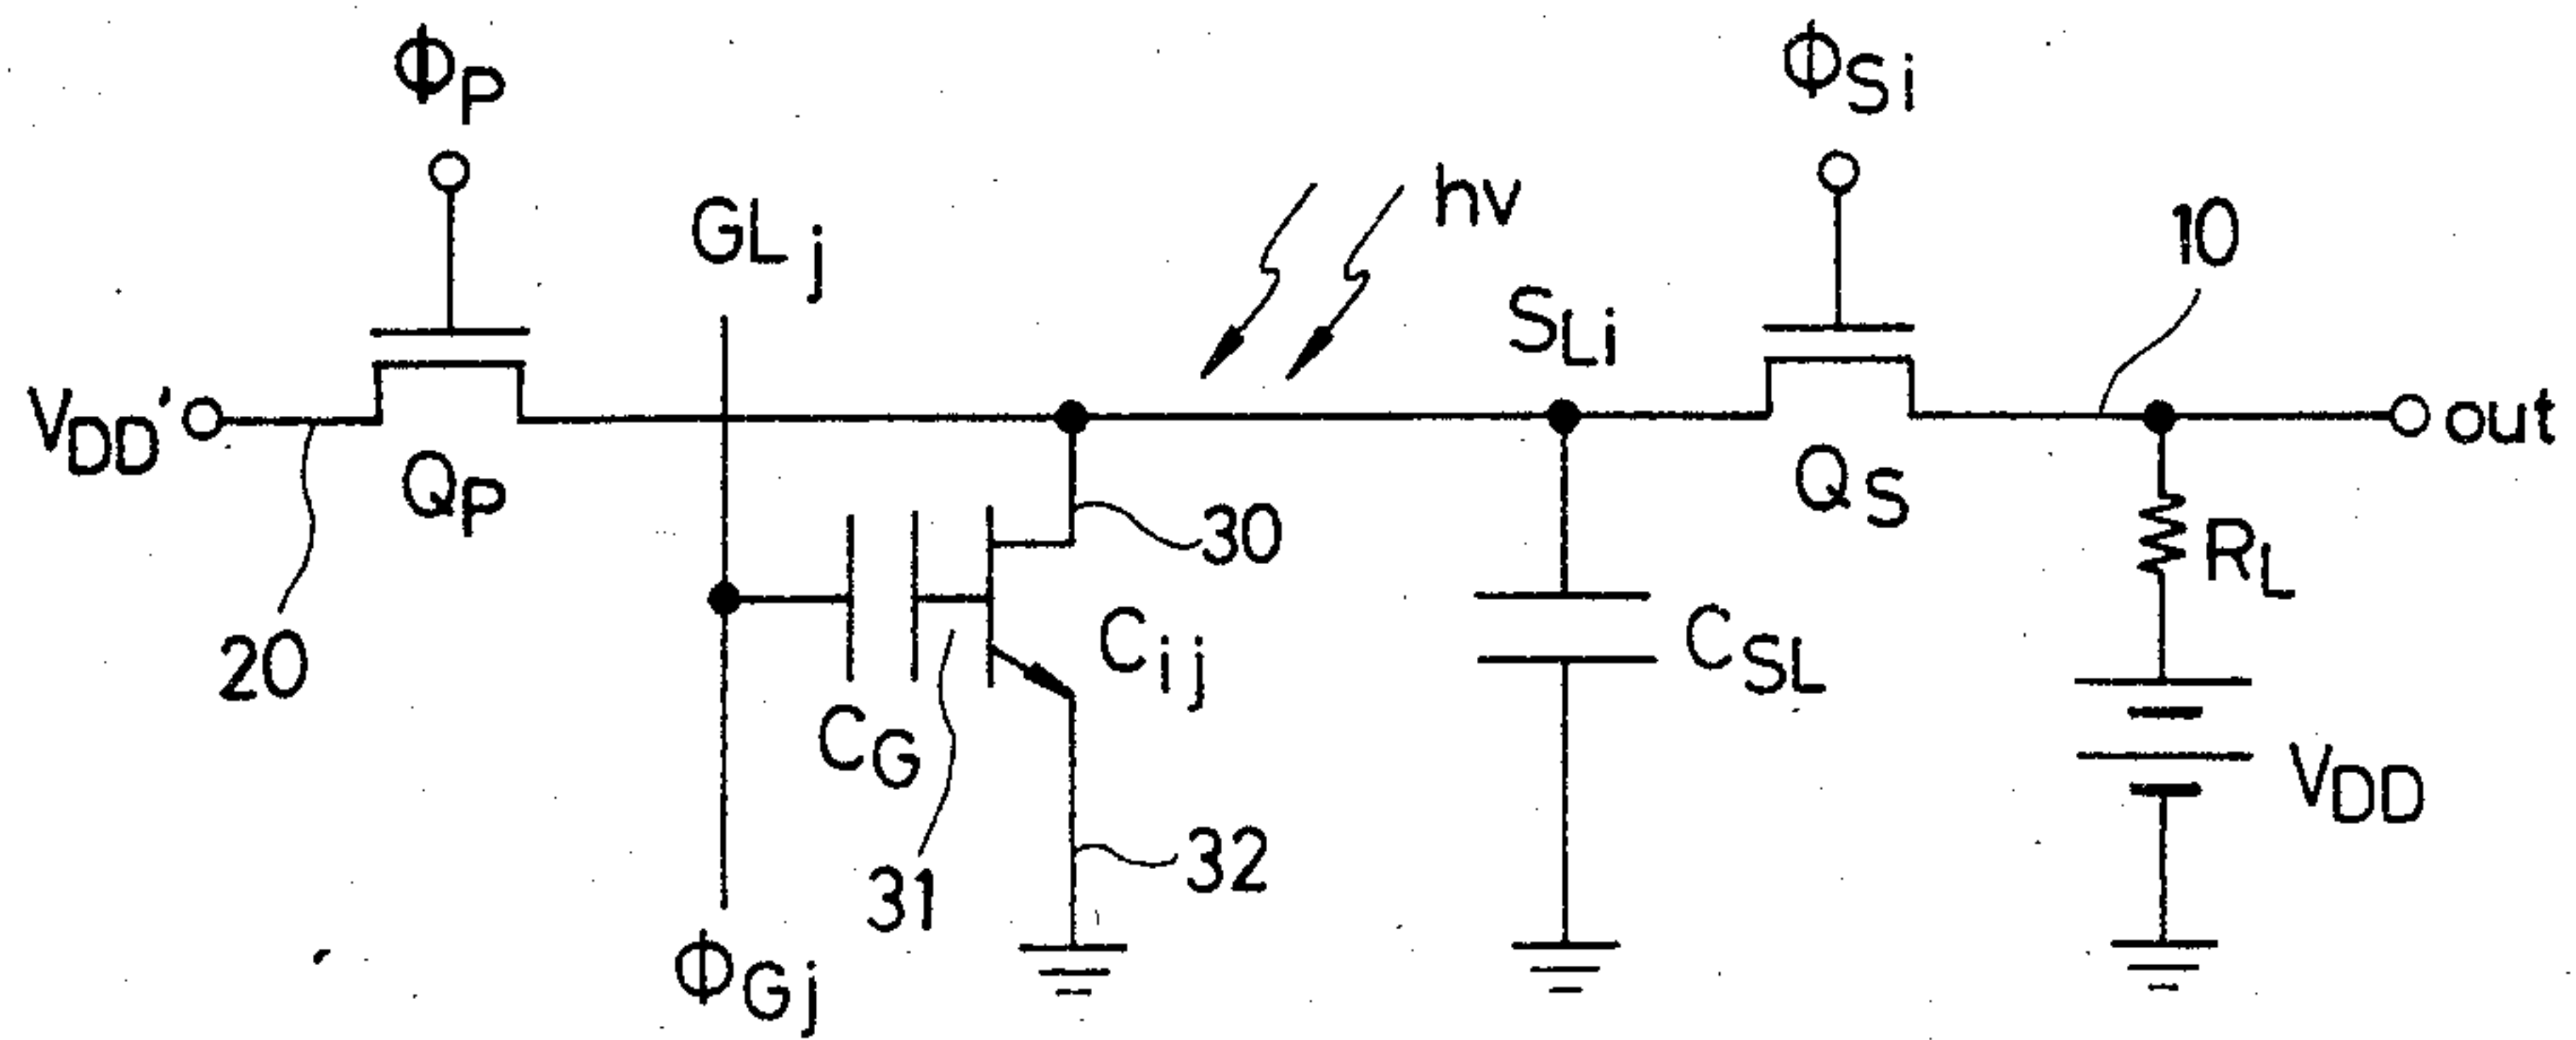 ΦP
ΦSi
hν
GLj
10
SLi
VDD'
out
QP
QS
30
RL
20
Cij
CSL
CG
VDD
31
32
ΦGj